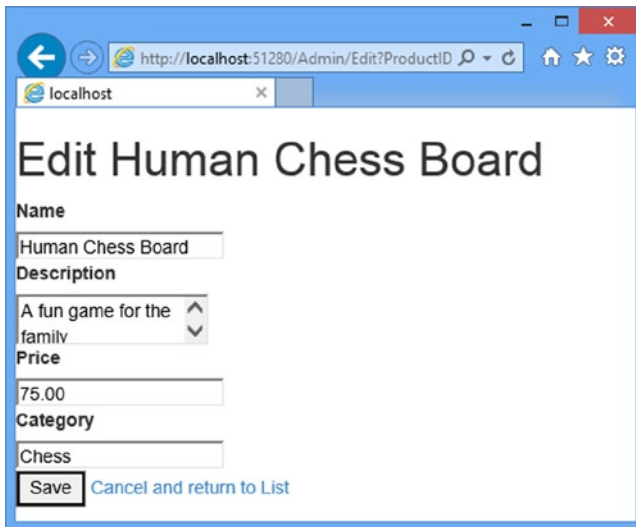 http://localhost:51280/Admin/Edit?ProductID
localhost
Edit Human Chess Board
Name
Human Chess Board
Description
A fun game for the
family
Price
75.00
Category
Chess
Save Cancel and return to List